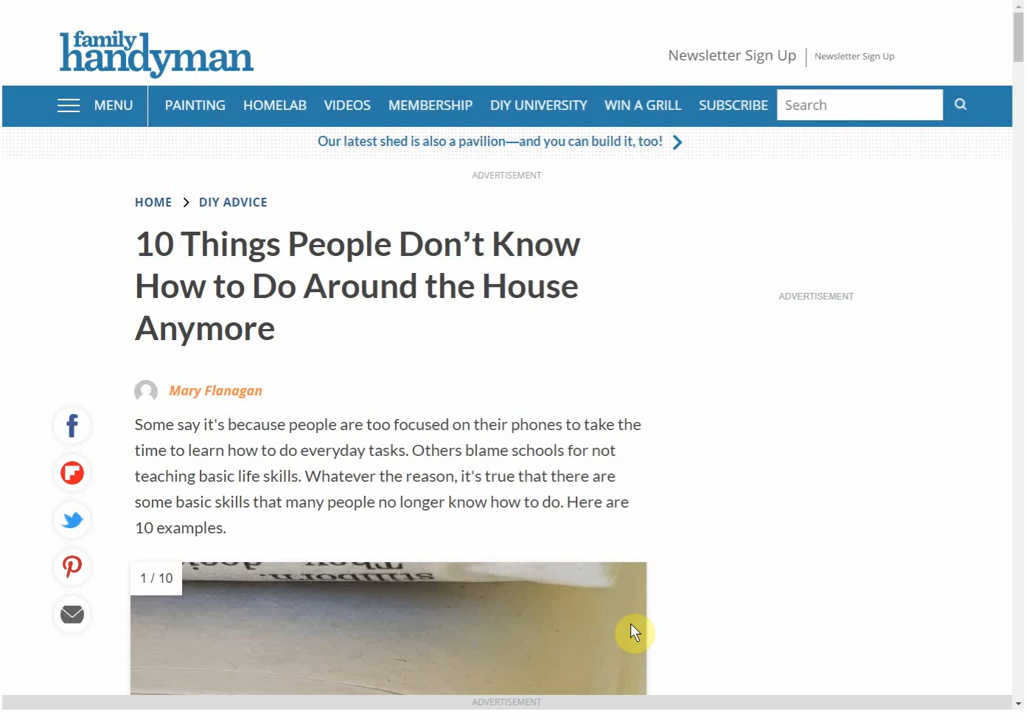 family
handyman
Newsletter Sign Up
Newsletter Sign Up
MENU PAINTING HOMELAB VIDEOS MEMBERSHIP DIY UNIVERSITY WIN A GRILL SUBSCRIBE Search
Our latest shed is also a pavilion—and you can build it, too!
ADVERTISEMENT
HOME > DIY ADVICE
10 Things People Don’t Know
How to Do Around the House
Anymore
ADVERTISEMENT
Mary Flanagan
Some say it's because people are too focused on their phones to take the
time to learn how to do everyday tasks. Others blame schools for not
teaching basic life skills. Whatever the reason, it's true that there are
some basic skills that many people no longer know how to do. Here are
10 examples.
1 / 10
stillborn.
ADVERTISEMENT